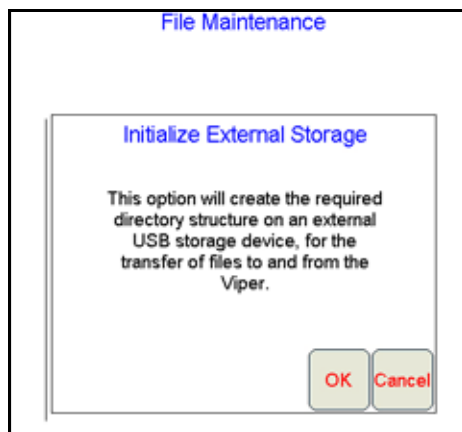 File Maintenance
Initialize External Storage
This option will create the required
directory structure on an external
USB storage device, for the
transfer of files to and from the
Viper.
OK Cancel